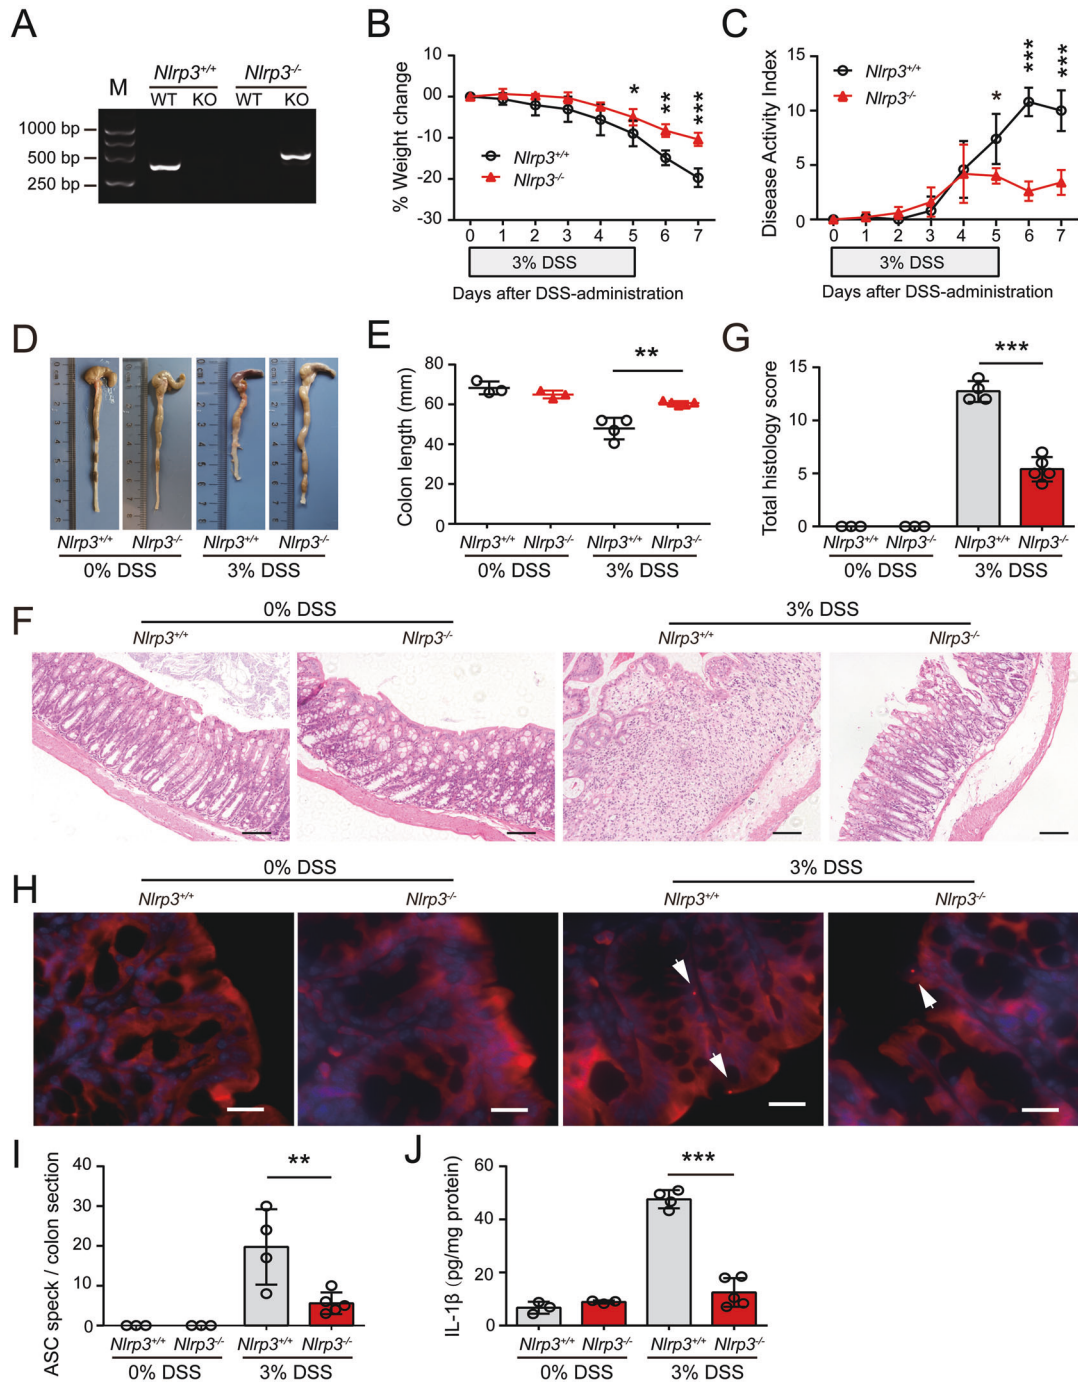 A
Nlrp3+/+ Nlrp3-/-
M WT KO WT KO
1000 bp
500 bp
250 bp
B
% Weight change
10
00
-10
-20
-30
* ** ***
Nlrp3+/+
Nlrp3-/-
0 1 2 3 4 5 6 7
3% DSS
Days after DSS-administration
C
Disease Activity Index
15
10
5
0
Nlrp3+/+
Nlrp3-/-
* *** ***
0 1 2 3 4 5 6 7
3% DSS
Days after DSS-administration
D
Nlrp3+/+ Nlrp3-/- Nlrp3+/+ Nlrp3-/-
0% DSS 3% DSS
E
Colon length (mm)
80
60
40
20
0
**
Nlrp3+/+ Nlrp3-/- Nlrp3+/+ Nlrp3-/-
0% DSS 3% DSS
G
Total histology score
15
10
5
0
***
Nlrp3+/+ Nlrp3-/- Nlrp3+/+ Nlrp3-/-
0% DSS 3% DSS
F
0% DSS 3% DSS
Nlrp3+/+ Nlrp3-/- Nlrp3+/+ Nlrp3-/-
H
0% DSS 3% DSS
Nlrp3+/+ Nlrp3-/- Nlrp3+/+ Nlrp3-/-
I
ASC speck / colon section
40
30
20
10
0
**
Nlrp3+/+ Nlrp3-/- Nlrp3+/+ Nlrp3-/-
0% DSS 3% DSS
J
IL-1β (pg/mg protein)
60
40
20
0
***
Nlrp3+/+ Nlrp3-/- Nlrp3+/+ Nlrp3-/-
0% DSS 3% DSS